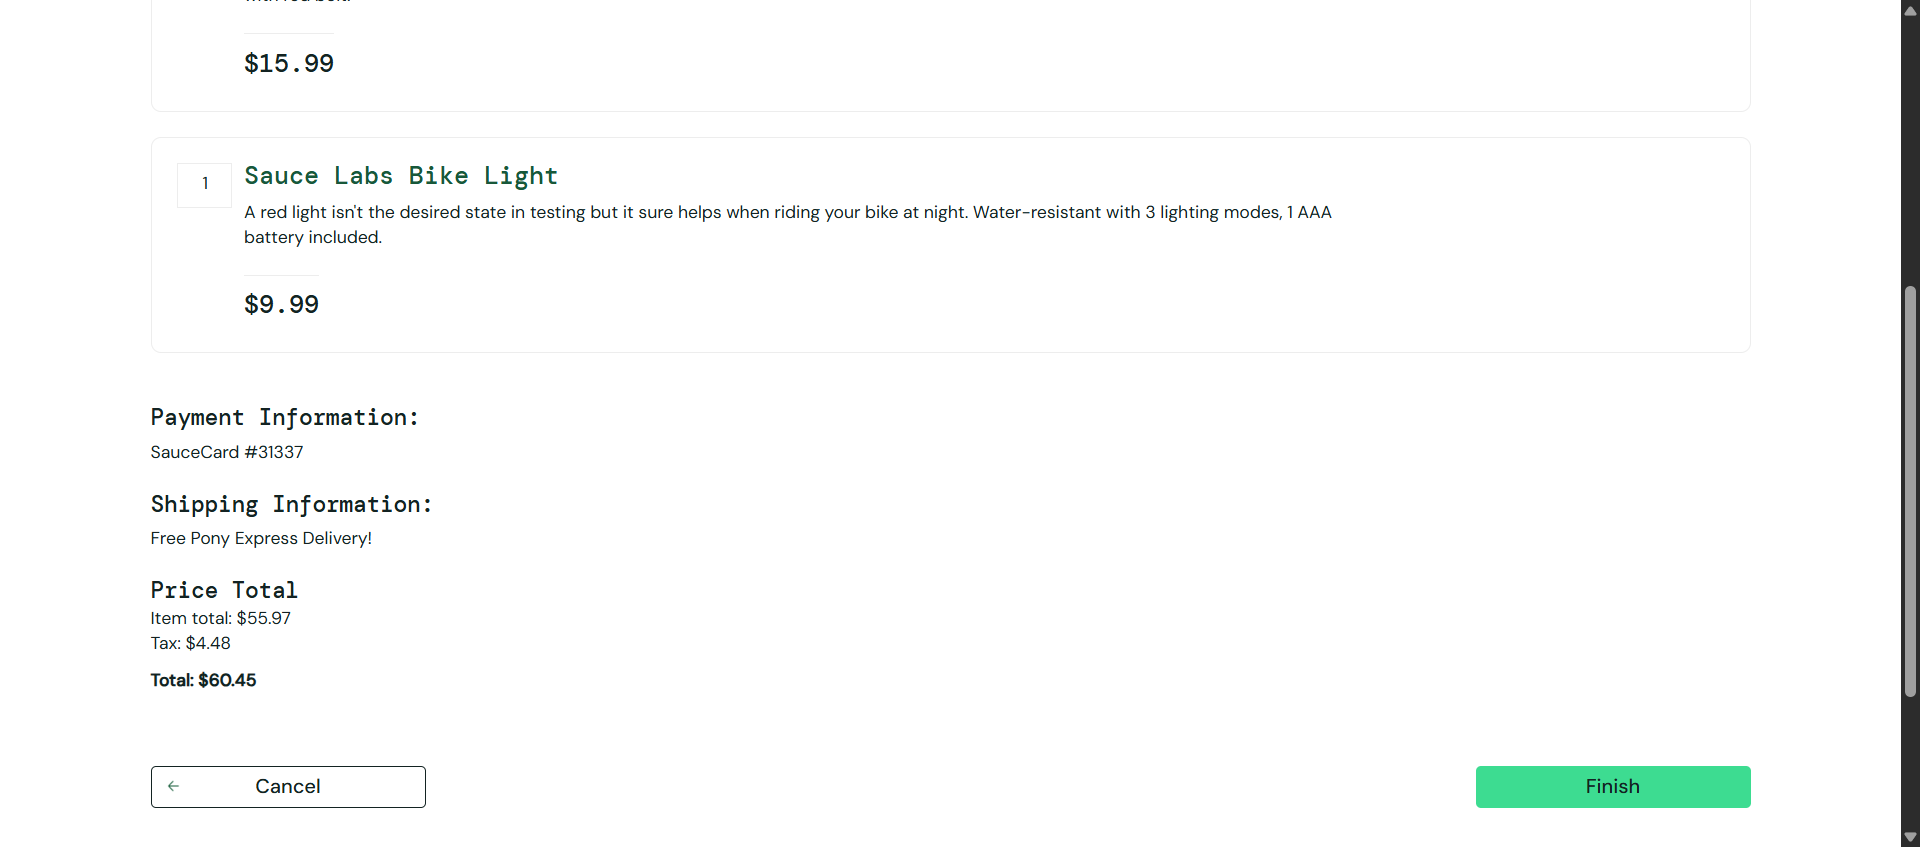 $15.99
1
Sauce Labs Bike Light
A red light isn't the desired state in testing but it sure helps when riding your bike at night. Water-resistant with 3 lighting modes, 1 AAA
battery included.
$9.99
Payment Information:
SauceCard #31337
Shipping Information:
Free Pony Express Delivery!
Price Total
Item total: $55.97
Tax: $4.48
Total: $60.45
Cancel
Finish